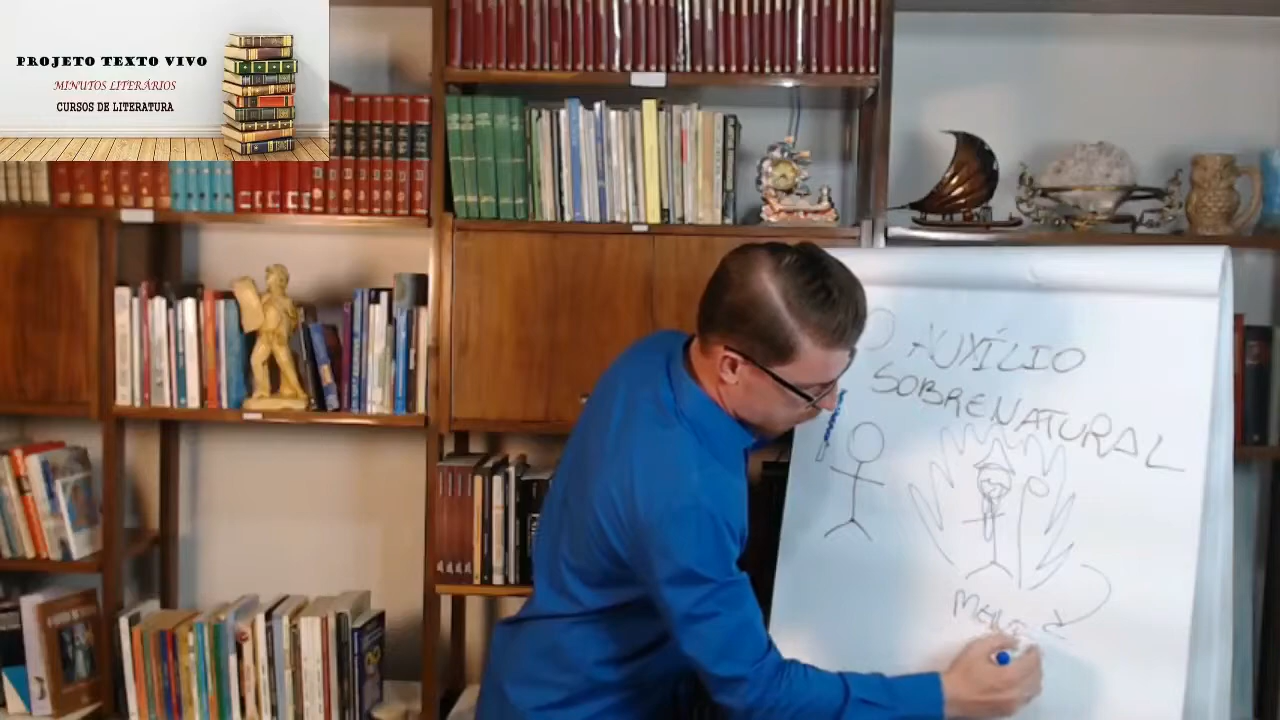 PROJETO TEXTO VIVO
MINUTOS LITERÁRIOS
CURSOS DE LITERATURA
O AUXÍLIO
SOBRENATURAL